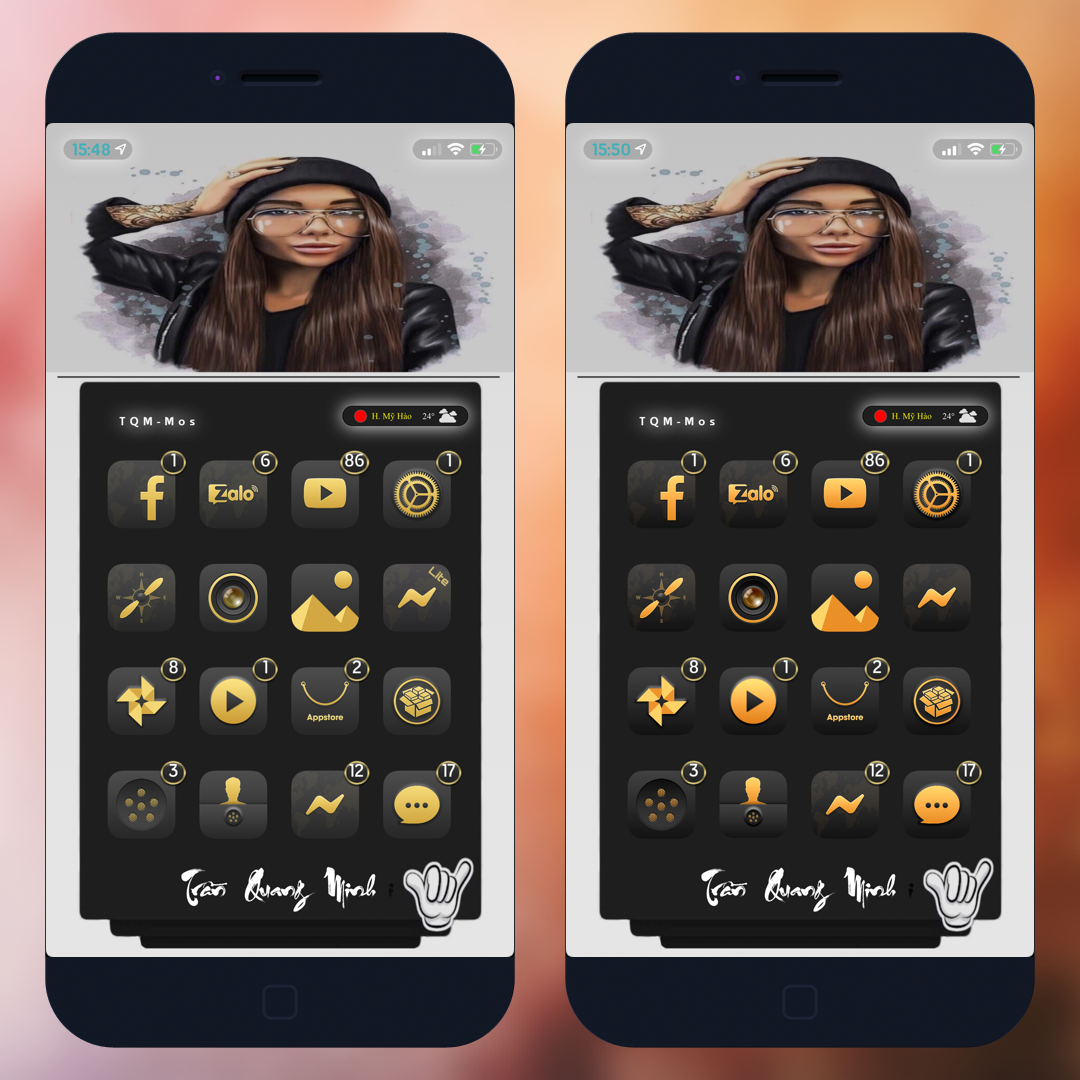 15:48
TQM-Mos
H. Mỹ Hào 24°
1 6 86 1
Zalo
Lite
8 1 2
Appstore
3 12 17
Trần Quang Minh
15:50
TQM-Mos
H. Mỹ Hào 24°
1 6 86 1
Zalo
8 1 2
Appstore
3 12 17
Trần Quang Minh